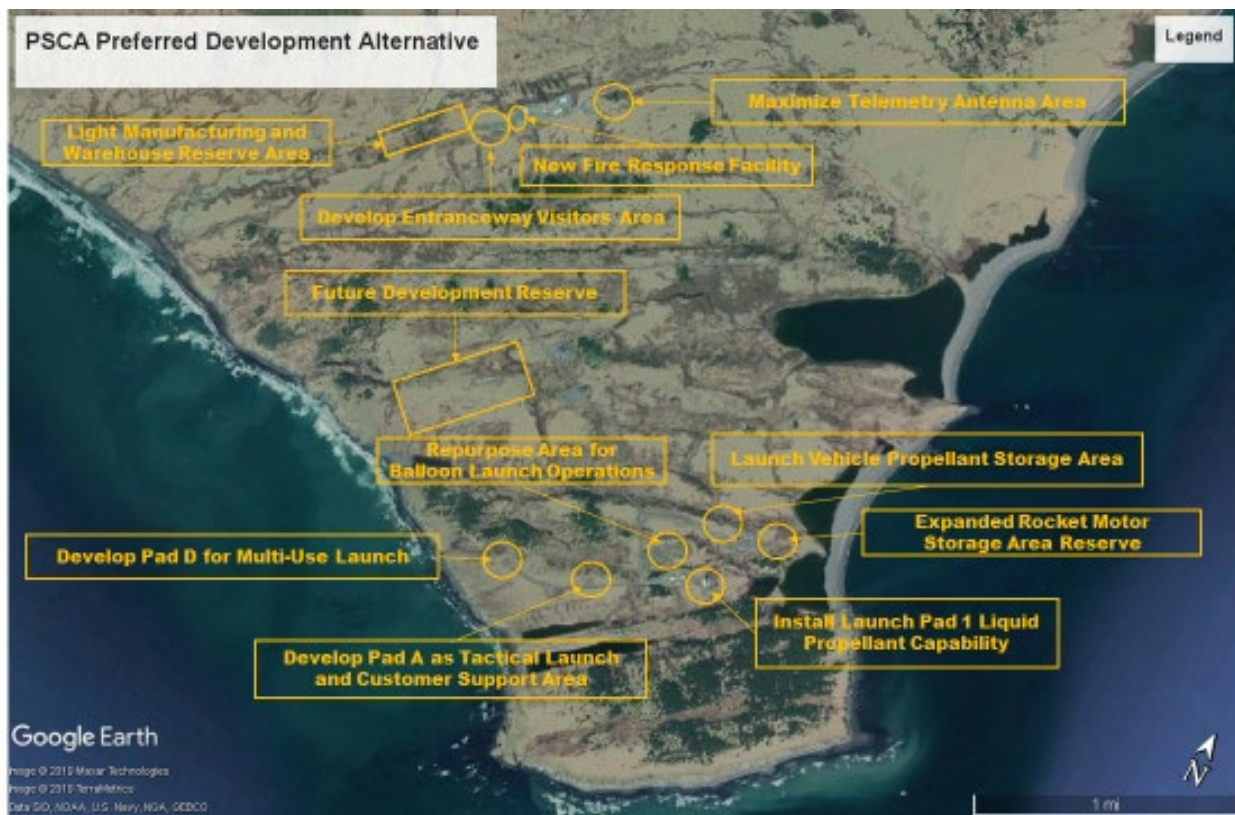 PSCA Preferred Development Alternative
Legend
Maximize Telemetry Antenna Area
Light Manufacturing and
Warehouse Reserve Area
New Fire Response Facility
Develop Entranceway Visitors Area
Future Development Reserve
Repurpose Area for
Balloon Launch Operations
Launch Vehicle Propellant Storage Area
Expanded Rocket Motor
Storage Area Reserve
Develop Pad D for Multi-Use Launch
Install Launch Pad 1 Liquid
Propellant Capability
Develop Pad A as Tactical Launch
and Customer Support Area
Google Earth
Image © 2019 Maxar Technologies
Image © 2019 TerraMetrics
Data SIO, NOAA, U.S. Navy, NGA, GEBCO
N
1 mi